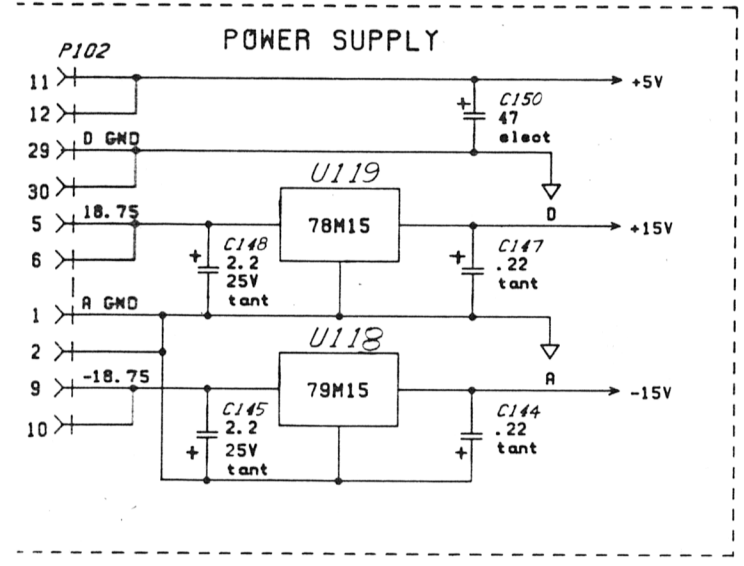 POWER SUPPLY
P102
11
+5V
C150
+
47
elect
12
29
D GND
30
U119
D
5
18.75
78M15
+15V
6
C148
+
2.2
25V
tant
C147
+
.22
tant
1
A GND
U118
2
A
9
-18.75
79M15
-15V
10
C145
2.2
+
25V
tant
C144
.22
+
tant